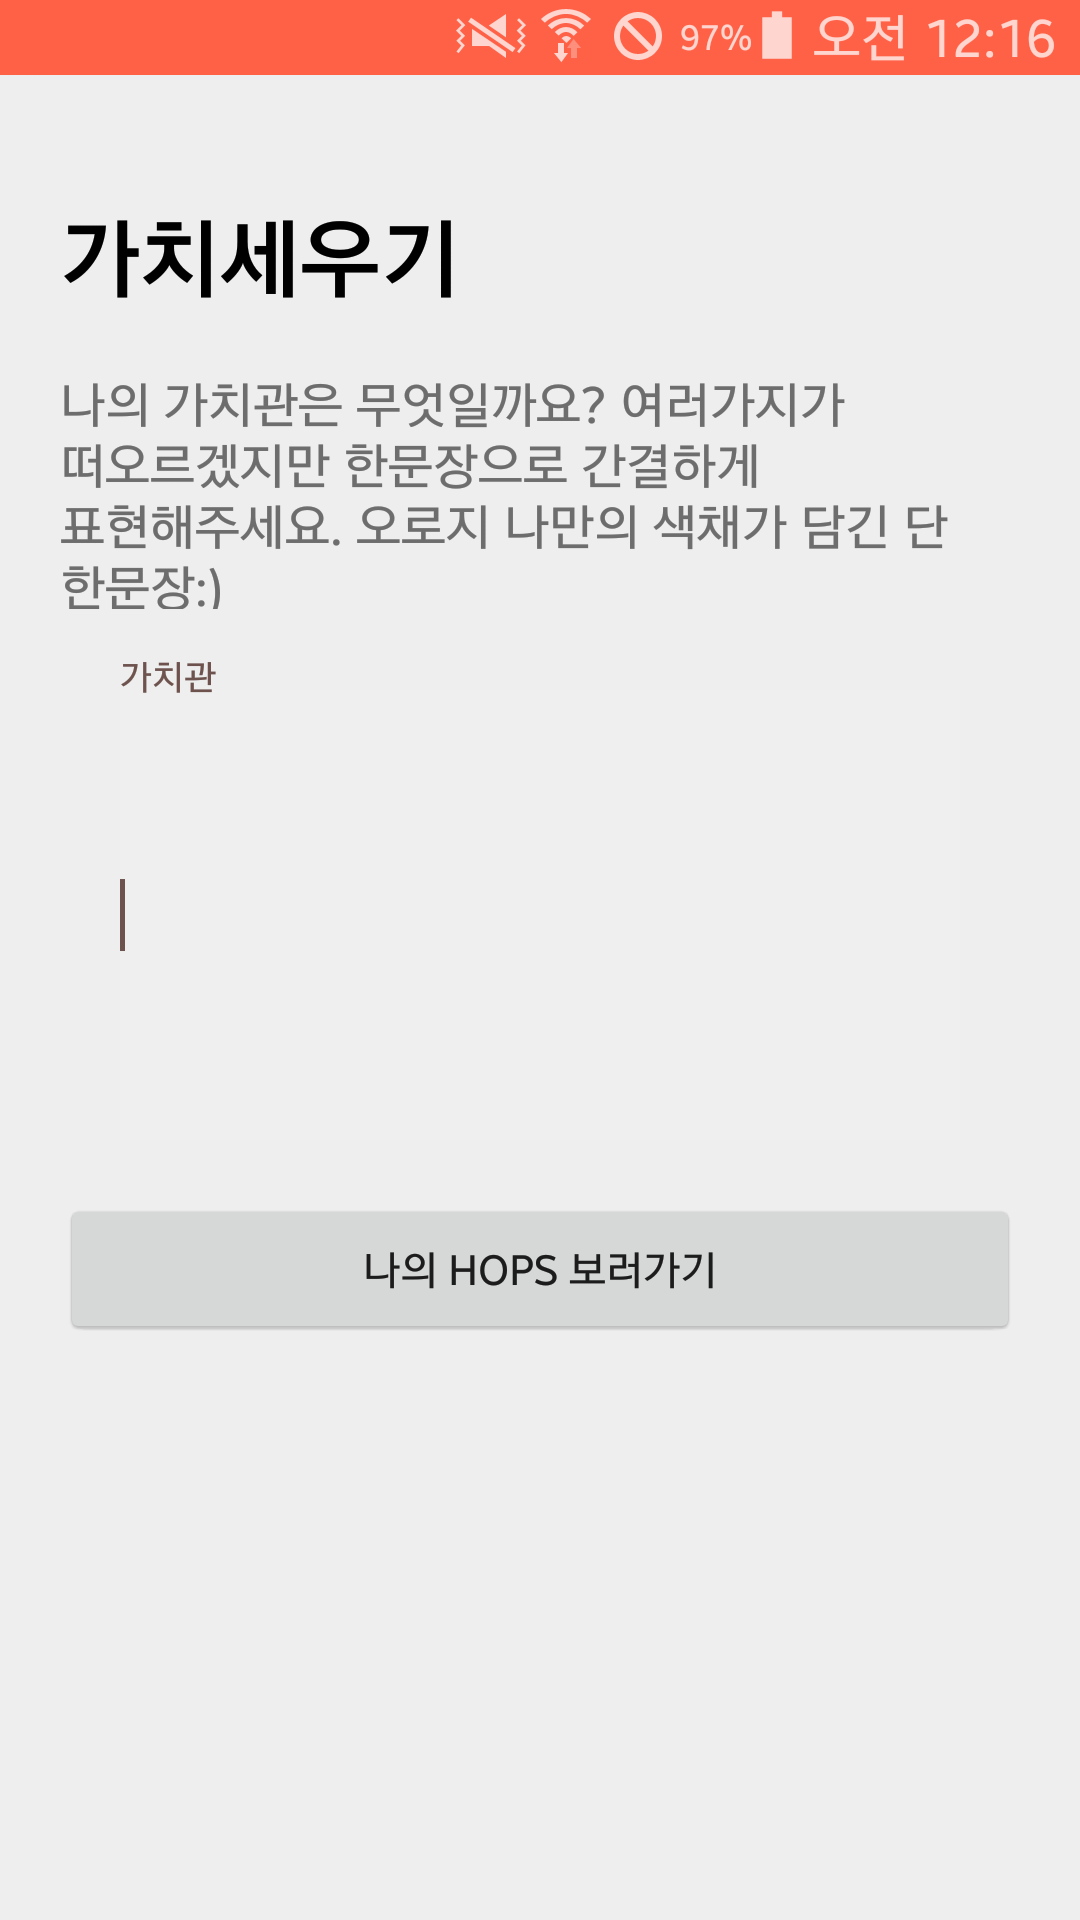 97% 오전 12:16
가치세우기
나의 가치관은 무엇일까요? 여러가지가
떠오르겠지만 한문장으로 간결하게
표현해주세요. 오로지 나만의 색채가 담긴 단
한문장:)
가치관
나의 HOPS 보러가기